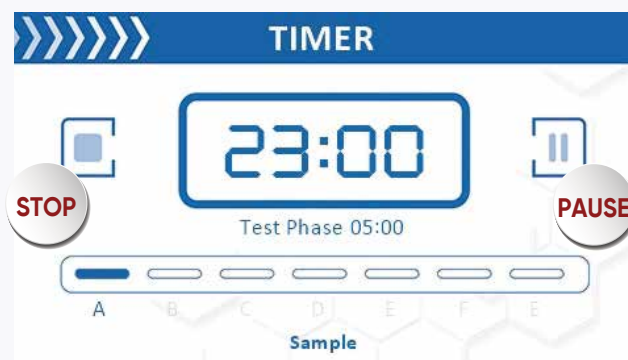 TIMER
23:00
STOP
PAUSE
Test Phase 05:00
A B C D E F E
Sample